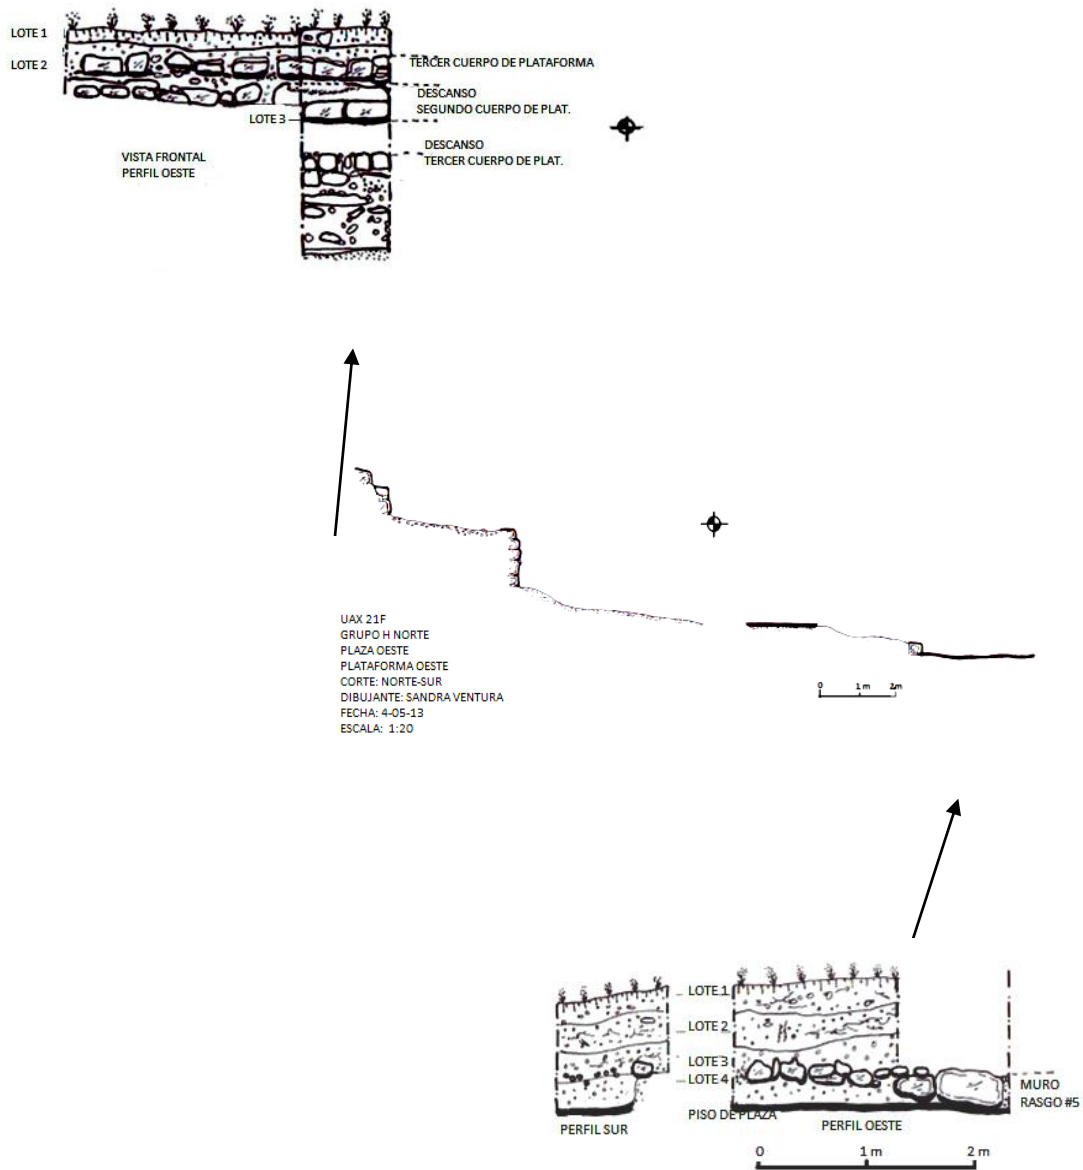 LOTE 1
LOTE 2
TERCER CUERPO DE PLATAFORMA
DESCANSO
SEGUNDO CUERPO DE PLAT.
LOTE 3
DESCANSO
TERCER CUERPO DE PLAT.
VISTA FRONTAL
PERFIL OESTE
UAX 21F
GRUPO H NORTE
PLAZA OESTE
PLATAFORMA OESTE
CORTE: NORTE-SUR
DIBUJANTE: SANDRA VENTURA
FECHA: 4-05-13
ESCALA: 1:20
0 1 m 2m
LOTE 1
LOTE 2
LOTE 3
LOTE 4
PISO DE PLAZA
MURO
RASGO #5
PERFIL SUR
PERFIL OESTE
0 1 m 2 m